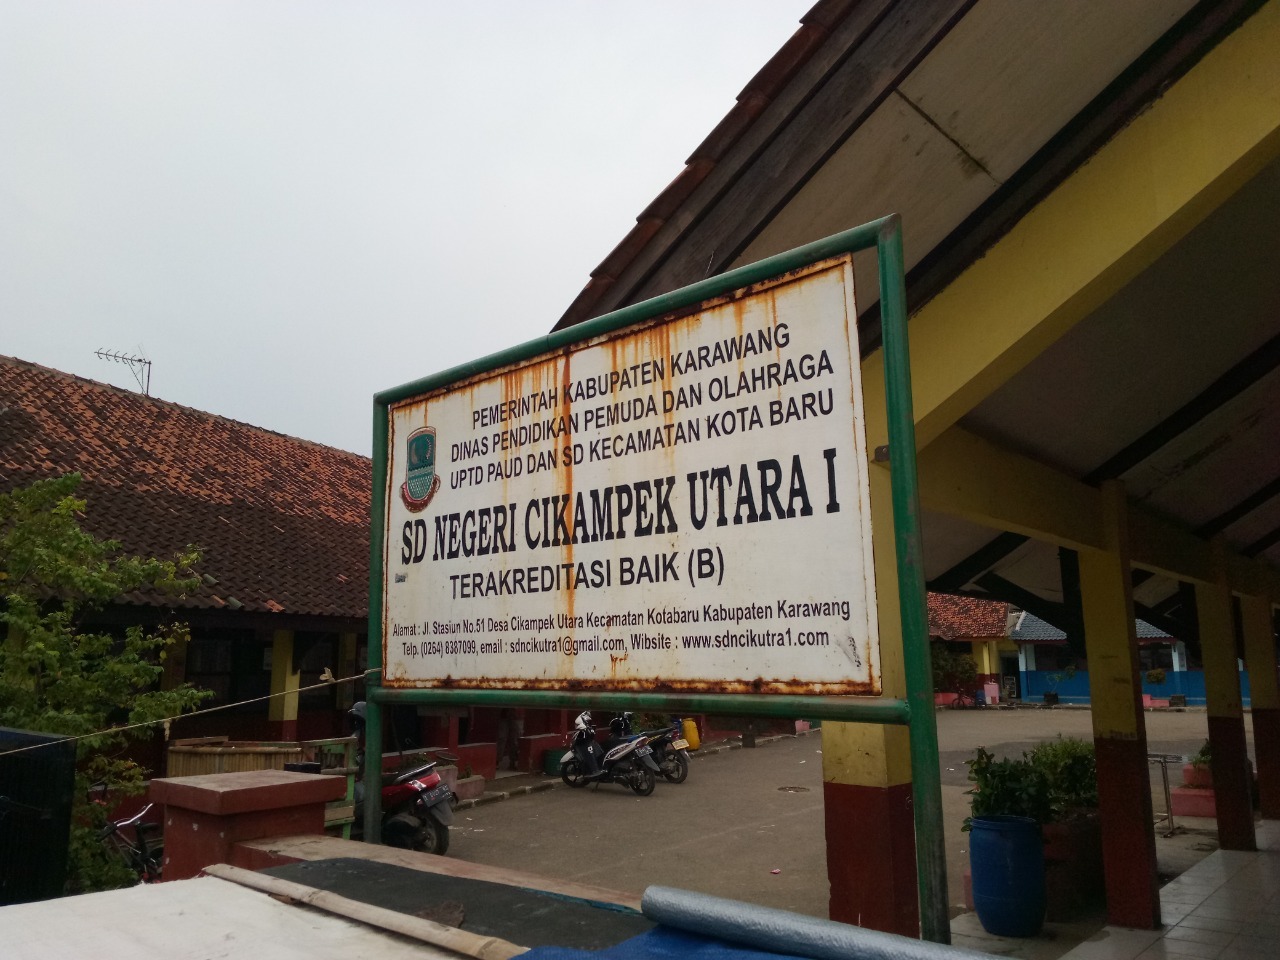 PEMERINTAH KABUPATEN KARAWANG
DINAS PENDIDIKAN PEMUDA DAN OLAHRAGA
UPTD PAUD DAN SD KECAMATAN KOTA BARU
SD NEGERI CIKAMPEK UTARA I
TERAKREDITASI BAIK (B)
Alamat : Jl. Stasiun No.51 Desa Cikampek Utara Kecamatan Kotabaru Kabupaten Karawang
Telp. (0264) 8387099, email : sdncikutra1@gmail.com, Wibsite : www.sdncikutra1.com